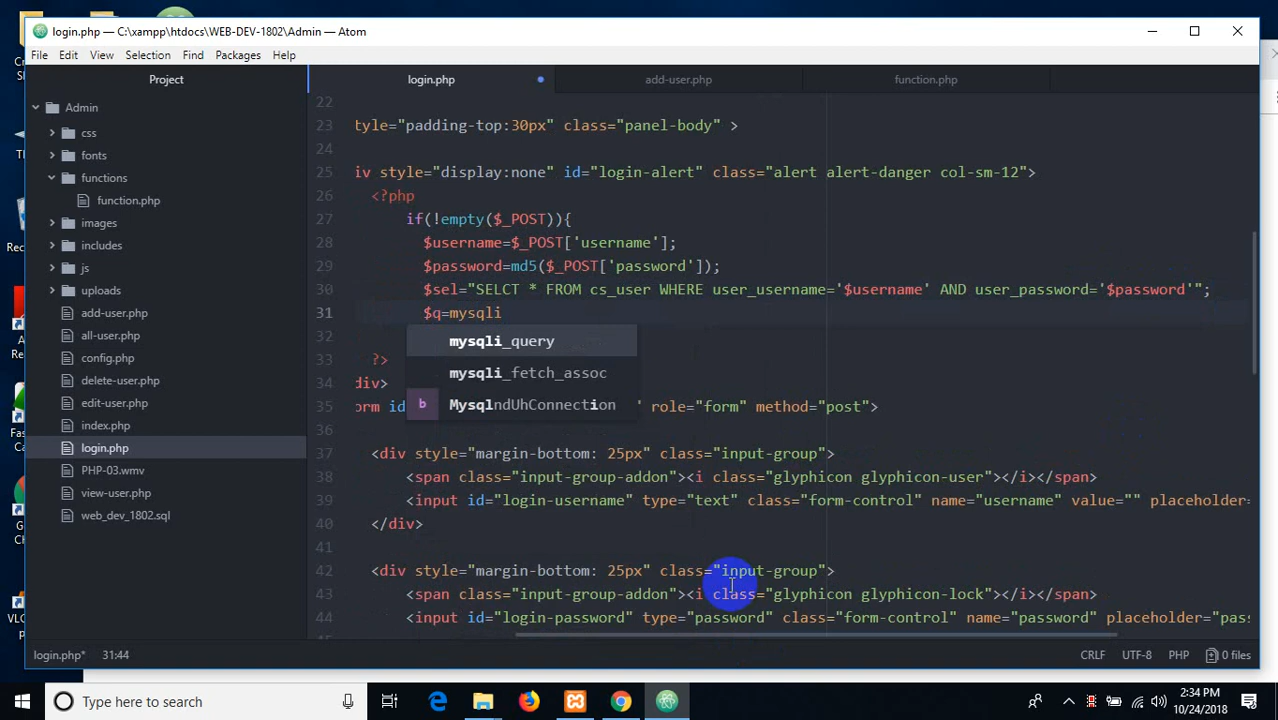 login.php — C:\xampp\htdocs\WEB-DEV-1802\Admin — Atom
File Edit View Selection Find Packages Help
Project
login.php add-user.php function.php
Admin
css
fonts
functions
function.php
images
includes
js
uploads
add-user.php
all-user.php
config.php
delete-user.php
edit-user.php
index.php
login.php
PHP-03.wmv
view-user.php
web_dev_1802.sql
22
23 tyle="padding-top:30px" class="panel-body" >
24
25 iv style="display:none" id="login-alert" class="alert alert-danger col-sm-12">
26 <?php
27 if(!empty($_POST)){
28 $username=$_POST['username'];
29 $password=md5($_POST['password']);
30 $sel="SELCT * FROM cs_user WHERE user_username='$username' AND user_password='$password'";
31 $q=mysqli
32 mysqli_query
33 ?>
mysqli_fetch_assoc
34 div>
b MysqlndUhConnection
35 orm id ' role="form" method="post">
36
37 <div style="margin-bottom: 25px" class="input-group">
38 <span class="input-group-addon"><i class="glyphicon glyphicon-user"></i></span>
39 <input id="login-username" type="text" class="form-control" name="username" value="" placeholder=
40 </div>
41
42 <div style="margin-bottom: 25px" class="input-group">
43 <span class="input-group-addon"><i class="glyphicon glyphicon-lock"></i></span>
44 <input id="login-password" type="password" class="form-control" name="password" placeholder="pass
login.php* 31:44 CRLF UTF-8 PHP 0 files
Type here to search
2:34 PM
10/24/2018